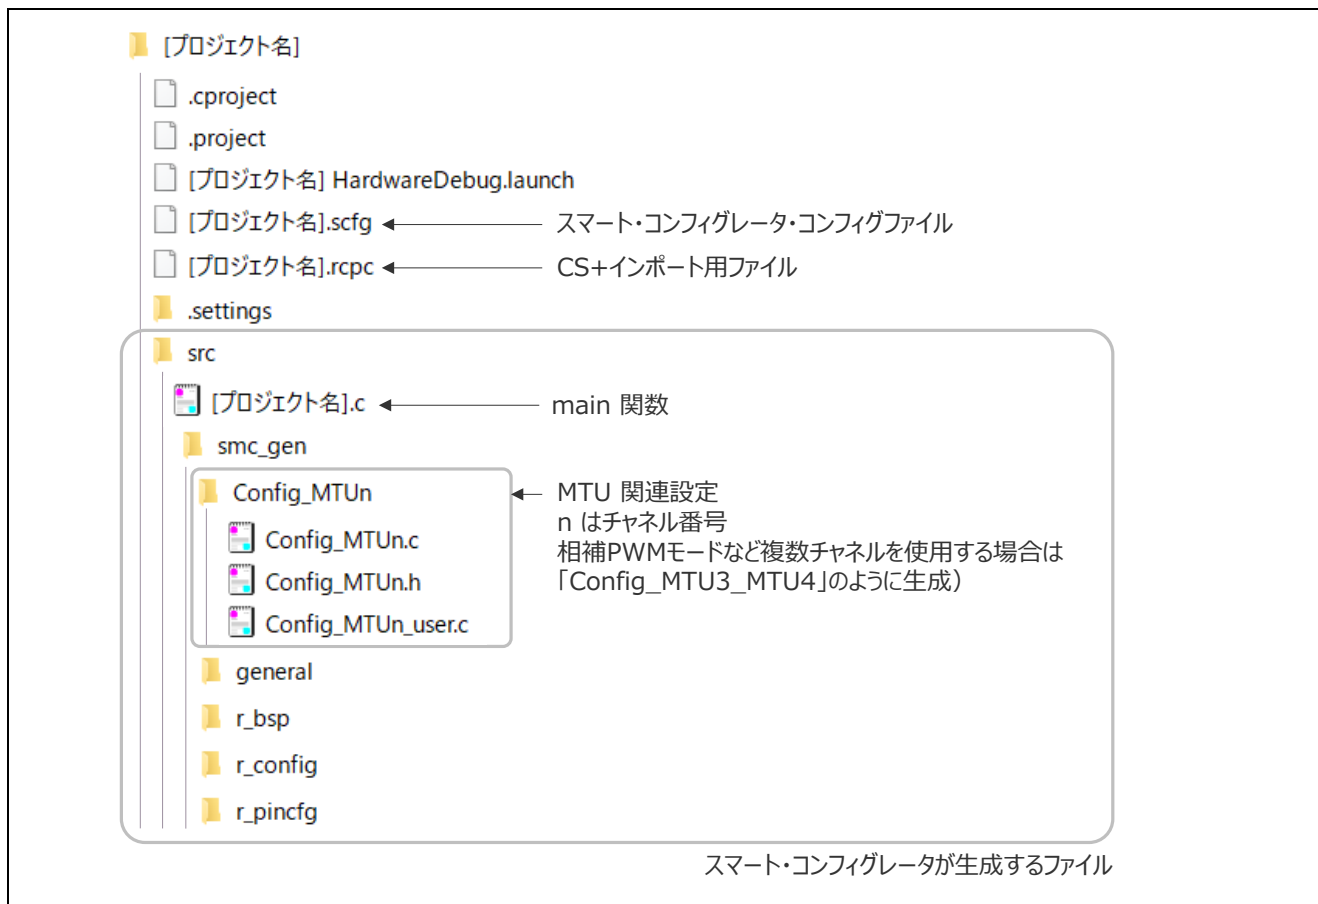 [プロジェクト名]
.cproject
.project
[プロジェクト名] HardwareDebug.launch
[プロジェクト名].scfg
スマート・コンフィグレータ・コンフィグファイル
[プロジェクト名].rcpc
CS+インポート用ファイル
.settings
src
[プロジェクト名].c
main 関数
smc_gen
Config_MTUn
MTU 関連設定
n はチャネル番号
相補PWMモードなど複数チャネルを使用する場合は
「Config_MTU3_MTU4」のように生成）
Config_MTUn.c
Config_MTUn.h
Config_MTUn_user.c
general
r_bsp
r_config
r_pincfg
スマート・コンフィグレータが生成するファイル